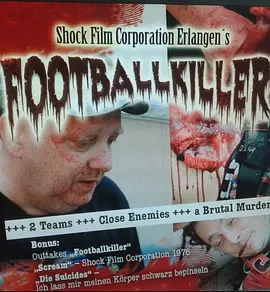 Shock Film Corporation Erlangen´s
FOOTBALLKILLER
+++ 2 Teams +++ Close Enemies +++ a Brutal Murder
Bonus:
Outtakes „Footballkiller"
„Scream" – Shock Film Corporation 1976
„Die Suicides" –
Ich lass mir meinen Körper schwarz bepinseln